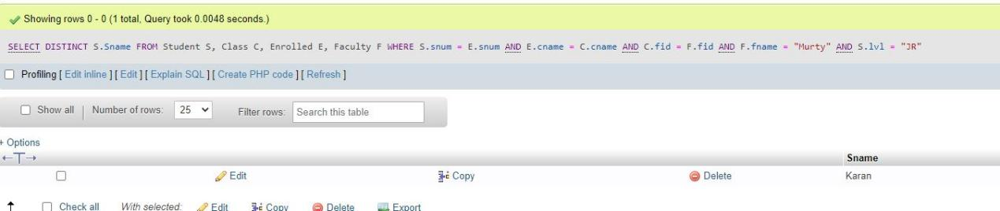 Showing rows 0 - 0 (1 total, Query took 0.0048 seconds.)
SELECT DISTINCT S.Sname FROM Student S, Class C, Enrolled E, Faculty F WHERE S.snum = E.snum AND E.cname = C.cname AND C.fid = F.fid AND F.fname = "Murty" AND S.lvl = "JR"
Profiling [ Edit inline ] [ Edit ] [ Explain SQL ] [ Create PHP code ] [ Refresh ]
Show all | Number of rows: 25 Filter rows: Search this table
+ Options
←T→ Sname
Edit Copy Delete Karan
↑ Check all With selected: Edit Copy Delete Export